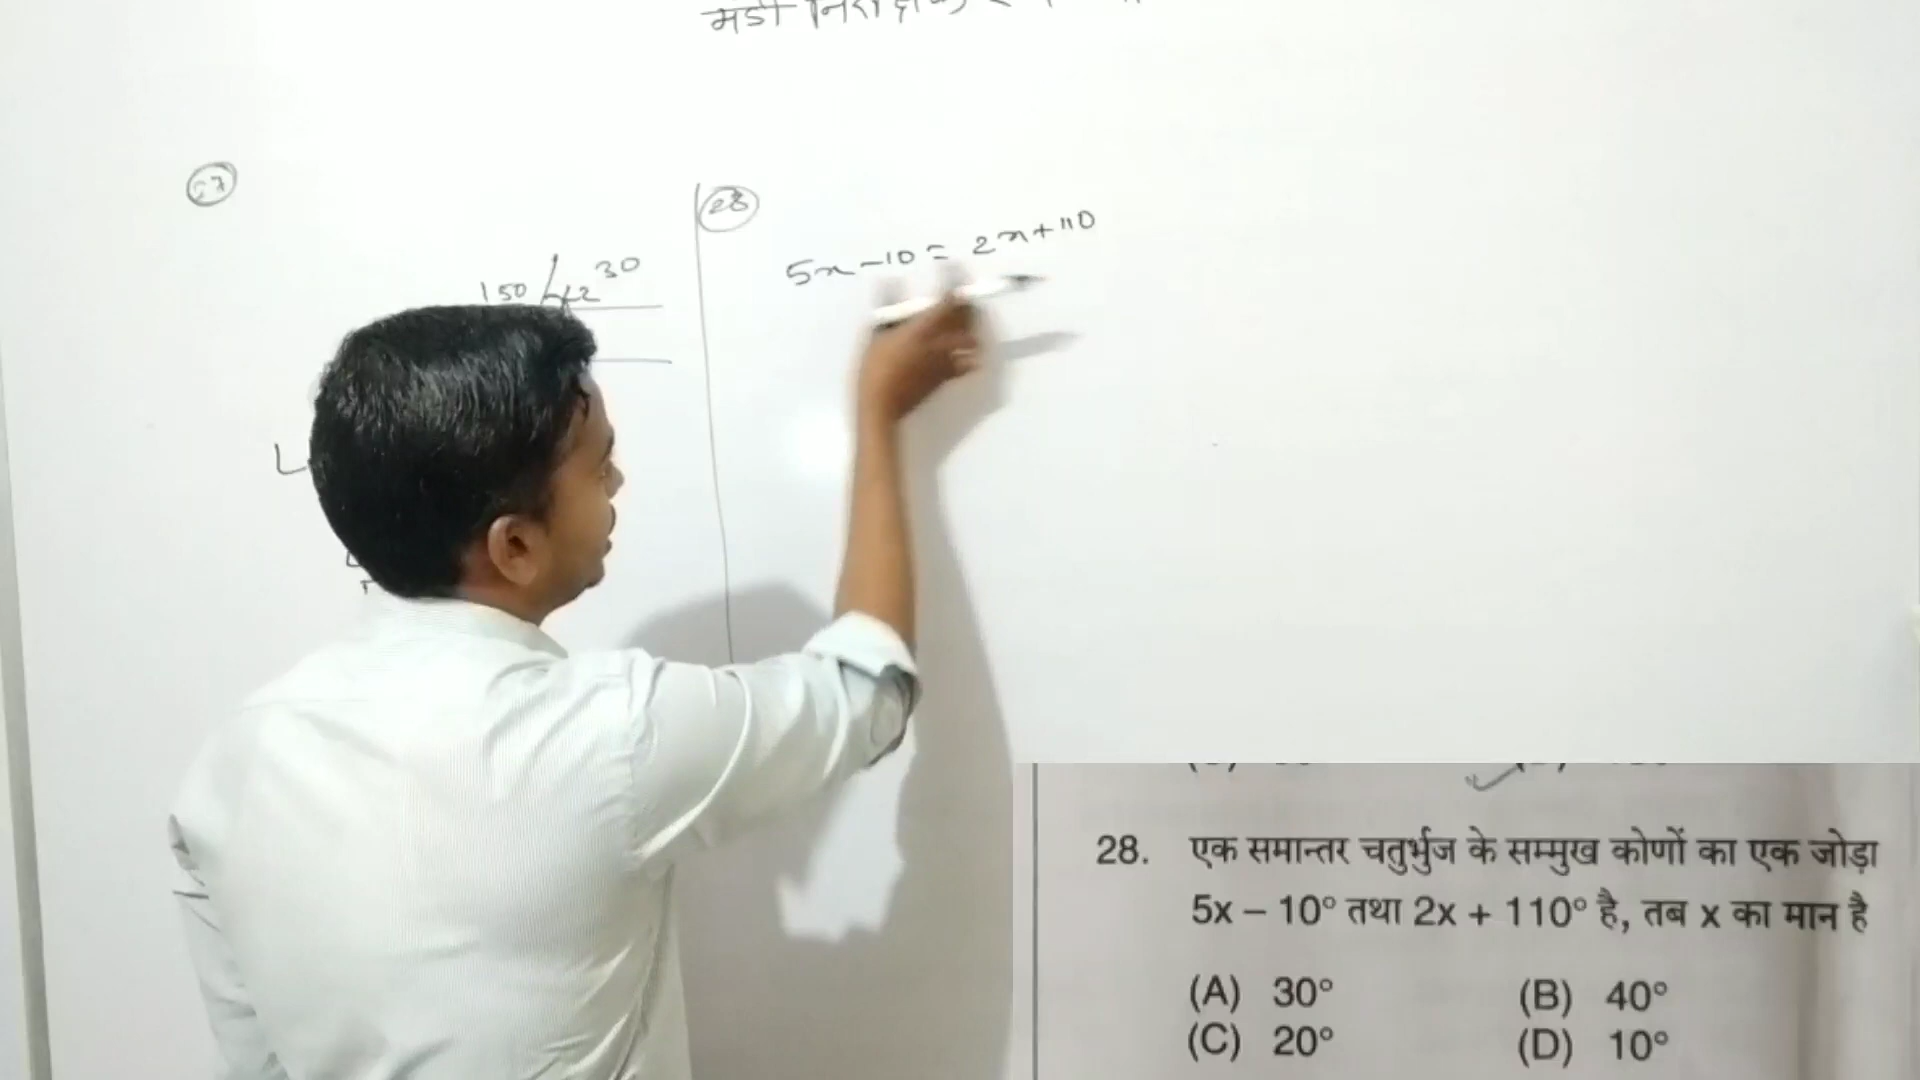 मंडी
27
150 / 42 30
28
5x - 10 = 2x + 110
28. एक समान्तर चतुर्भुज के सम्मुख कोणों का एक जोड़ा
5x – 10° तथा 2x + 110° है, तब x का मान है
(A) 30° (B) 40°
(C) 20° (D) 10°